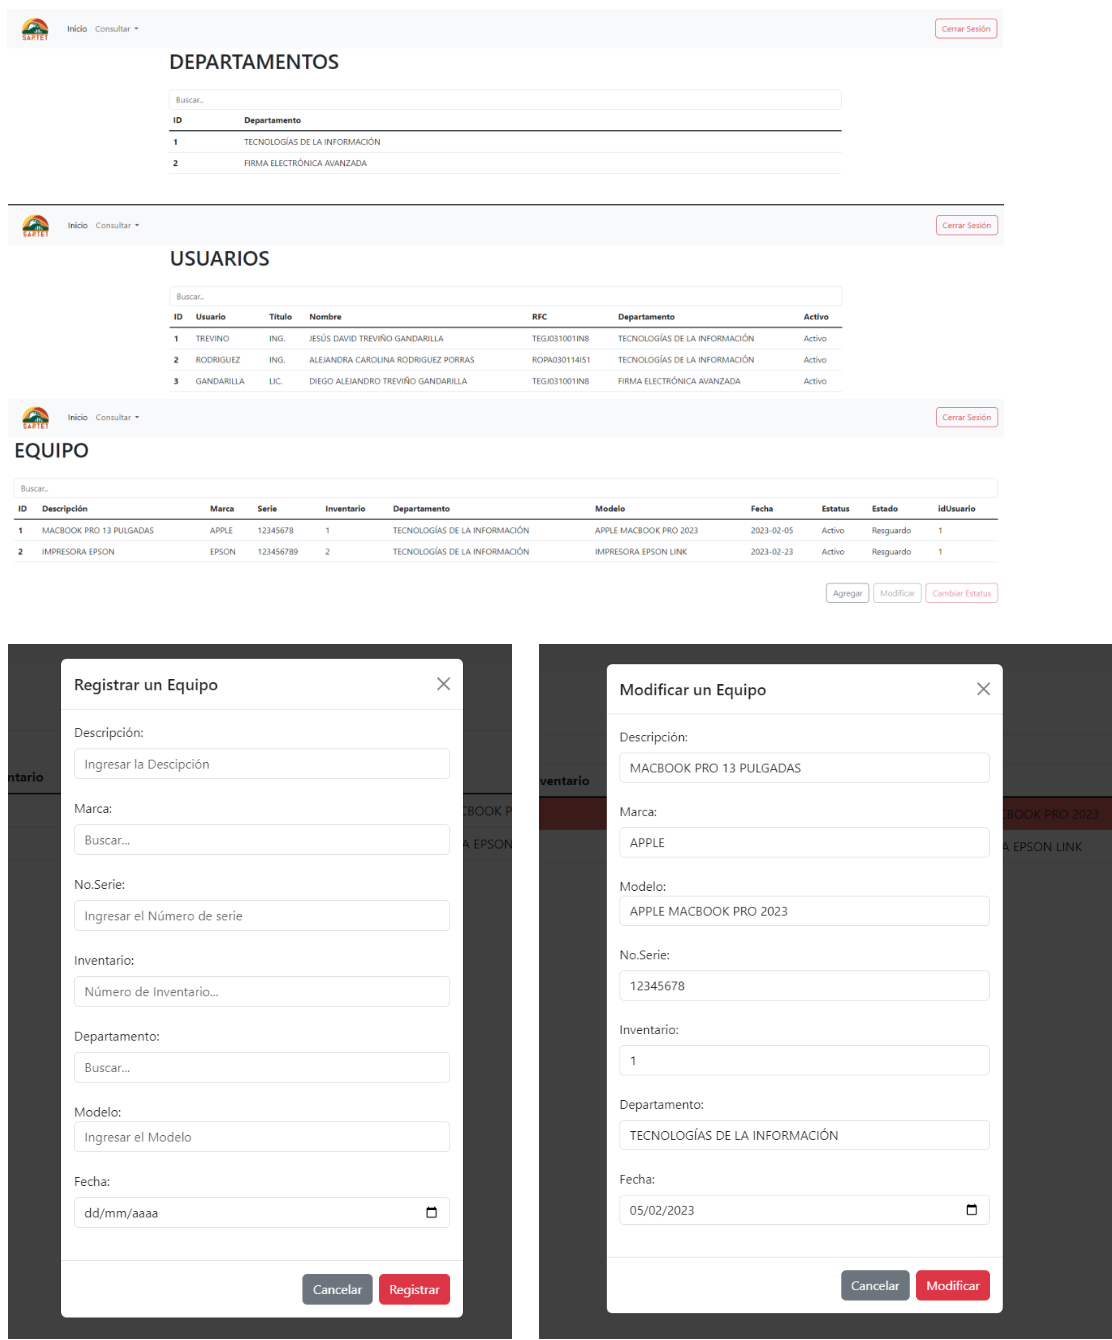 SARTET Inicio Consultar Cerrar Sesión
DEPARTAMENTOS
Buscar..
ID Departamento
1 TECNOLOGÍAS DE LA INFORMACIÓN
2 FIRMA ELECTRÓNICA AVANZADA
SARTET Inicio Consultar Cerrar Sesión
USUARIOS
Buscar..
ID Usuario Título Nombre RFC Departamento Activo
1 TREVINO ING. JESÚS DAVID TREVIÑO GANDARILLA TEGJ031001IN8 TECNOLOGÍAS DE LA INFORMACIÓN Activo
2 RODRIGUEZ ING. ALEJANDRA CAROLINA RODRIGUEZ PORRAS ROPA030114I51 TECNOLOGÍAS DE LA INFORMACIÓN Activo
3 GANDARILLA LIC. DIEGO ALEJANDRO TREVIÑO GANDARILLA TEGJ031001IN8 FIRMA ELECTRÓNICA AVANZADA Activo
SARTET Inicio Consultar Cerrar Sesión
EQUIPO
Buscar..
ID Descripción Marca Serie Inventario Departamento Modelo Fecha Estatus Estado idUsuario
1 MACBOOK PRO 13 PULGADAS APPLE 12345678 1 TECNOLOGÍAS DE LA INFORMACIÓN APPLE MACBOOK PRO 2023 2023-02-05 Activo Resguardo 1
2 IMPRESORA EPSON EPSON 123456789 2 TECNOLOGÍAS DE LA INFORMACIÓN IMPRESORA EPSON LINK 2023-02-23 Activo Resguardo 1
Agregar Modificar Cambiar Estatus
Registrar un Equipo
Descripción:
Ingresar la Descipción
ntario
Marca:
CBOOK P
Buscar...
A EPSON
No.Serie:
Ingresar el Número de serie
Inventario:
Número de Inventario...
Departamento:
Buscar...
Modelo:
Ingresar el Modelo
Fecha:
dd/mm/aaaa
Cancelar Registrar
Modificar un Equipo
Descripción:
MACBOOK PRO 13 PULGADAS
ventario
Marca:
BOOK PRO 2023
APPLE
A EPSON LINK
Modelo:
APPLE MACBOOK PRO 2023
No.Serie:
12345678
Inventario:
1
Departamento:
TECNOLOGÍAS DE LA INFORMACIÓN
Fecha:
05/02/2023
Cancelar Modificar